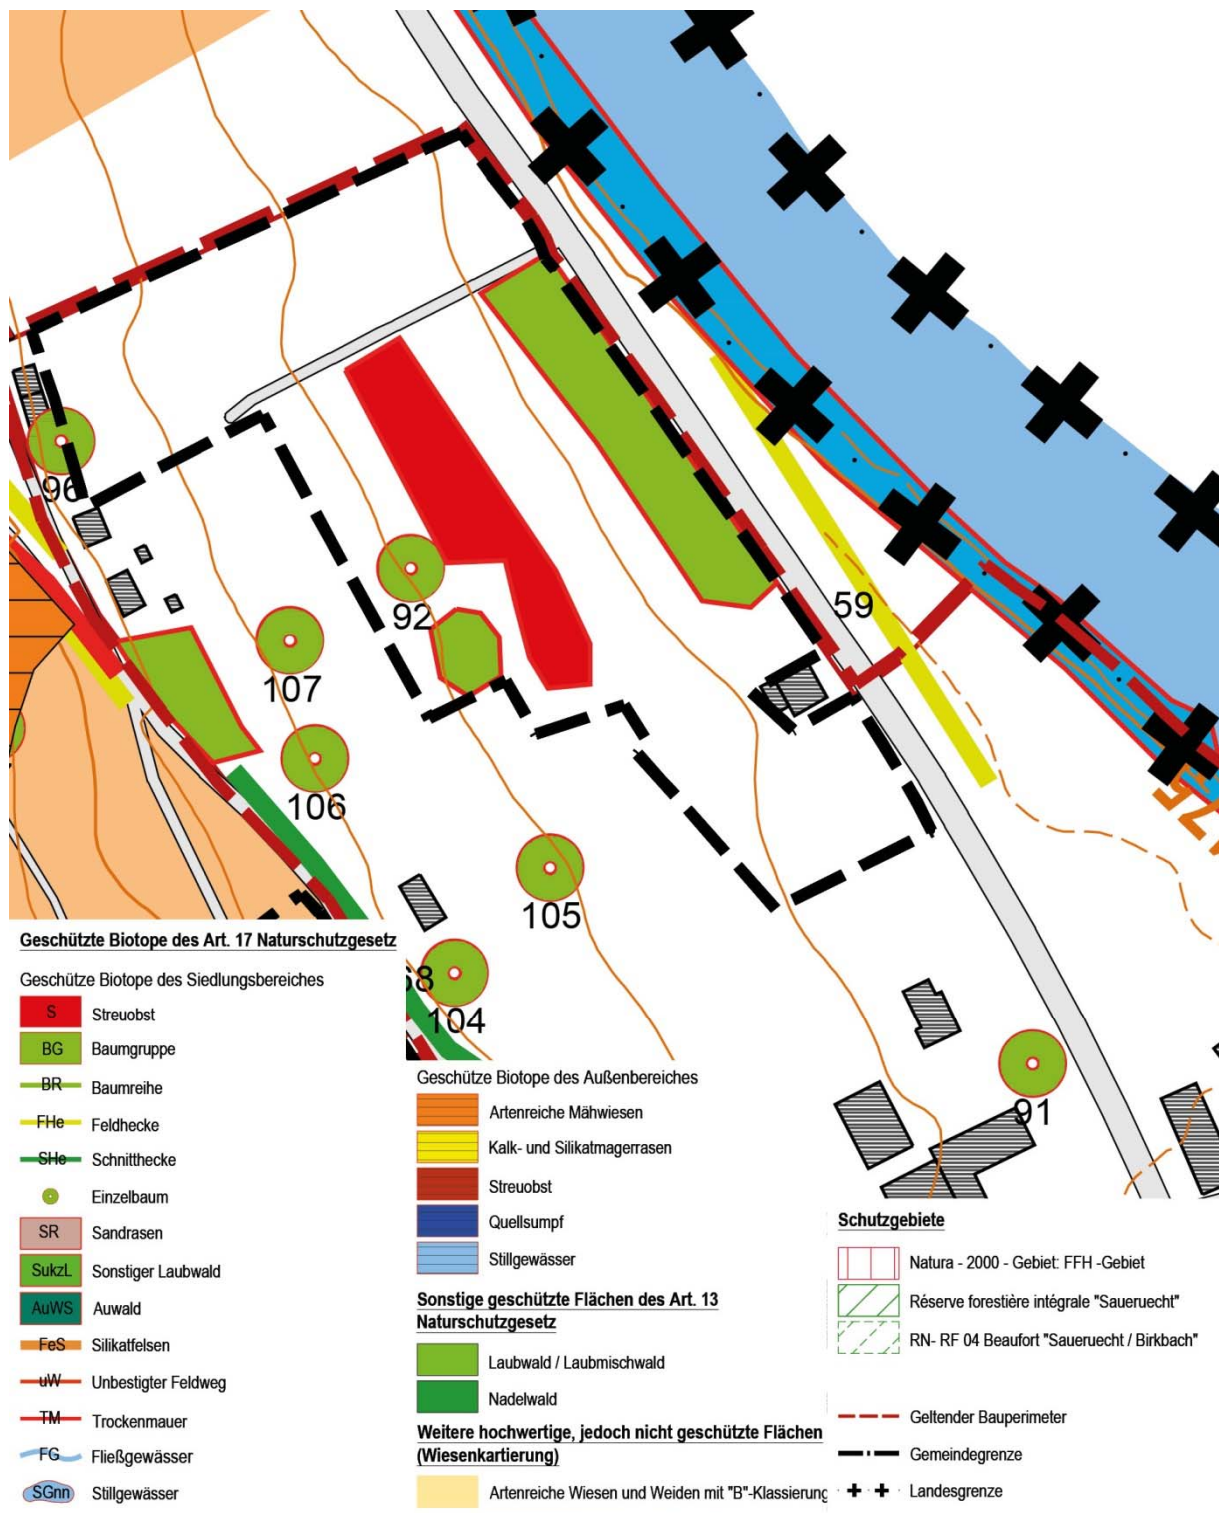 96
92
59
107
106
105
68
104
91
Geschützte Biotope des Art. 17 Naturschutzgesetz
Geschütze Biotope des Siedlungsbereiches
S Streuobst
BG Baumgruppe
BR Baumreihe
FHe Feldhecke
SHe Schnitthecke
Einzelbaum
SR Sandrasen
SukzL Sonstiger Laubwald
AuWS Auwald
FeS Silikatfelsen
uW Unbestigter Feldweg
TM Trockenmauer
FG Fließgewässer
SGnn Stillgewässer
Geschütze Biotope des Außenbereiches
Artenreiche Mähwiesen
Kalk- und Silikatmagerrasen
Streuobst
Quellsumpf
Stillgewässer
Sonstige geschützte Flächen des Art. 13
Naturschutzgesetz
Laubwald / Laubmischwald
Nadelwald
Weitere hochwertige, jedoch nicht geschützte Flächen
(Wiesenkartierung)
Artenreiche Wiesen und Weiden mit "B"-Klassierung
Schutzgebiete
Natura - 2000 - Gebiet: FFH -Gebiet
Réserve forestière intégrale "Saueruecht"
RN- RF 04 Beaufort "Saueruecht / Birkbach"
Geltender Bauperimeter
Gemeindegrenze
Landesgrenze